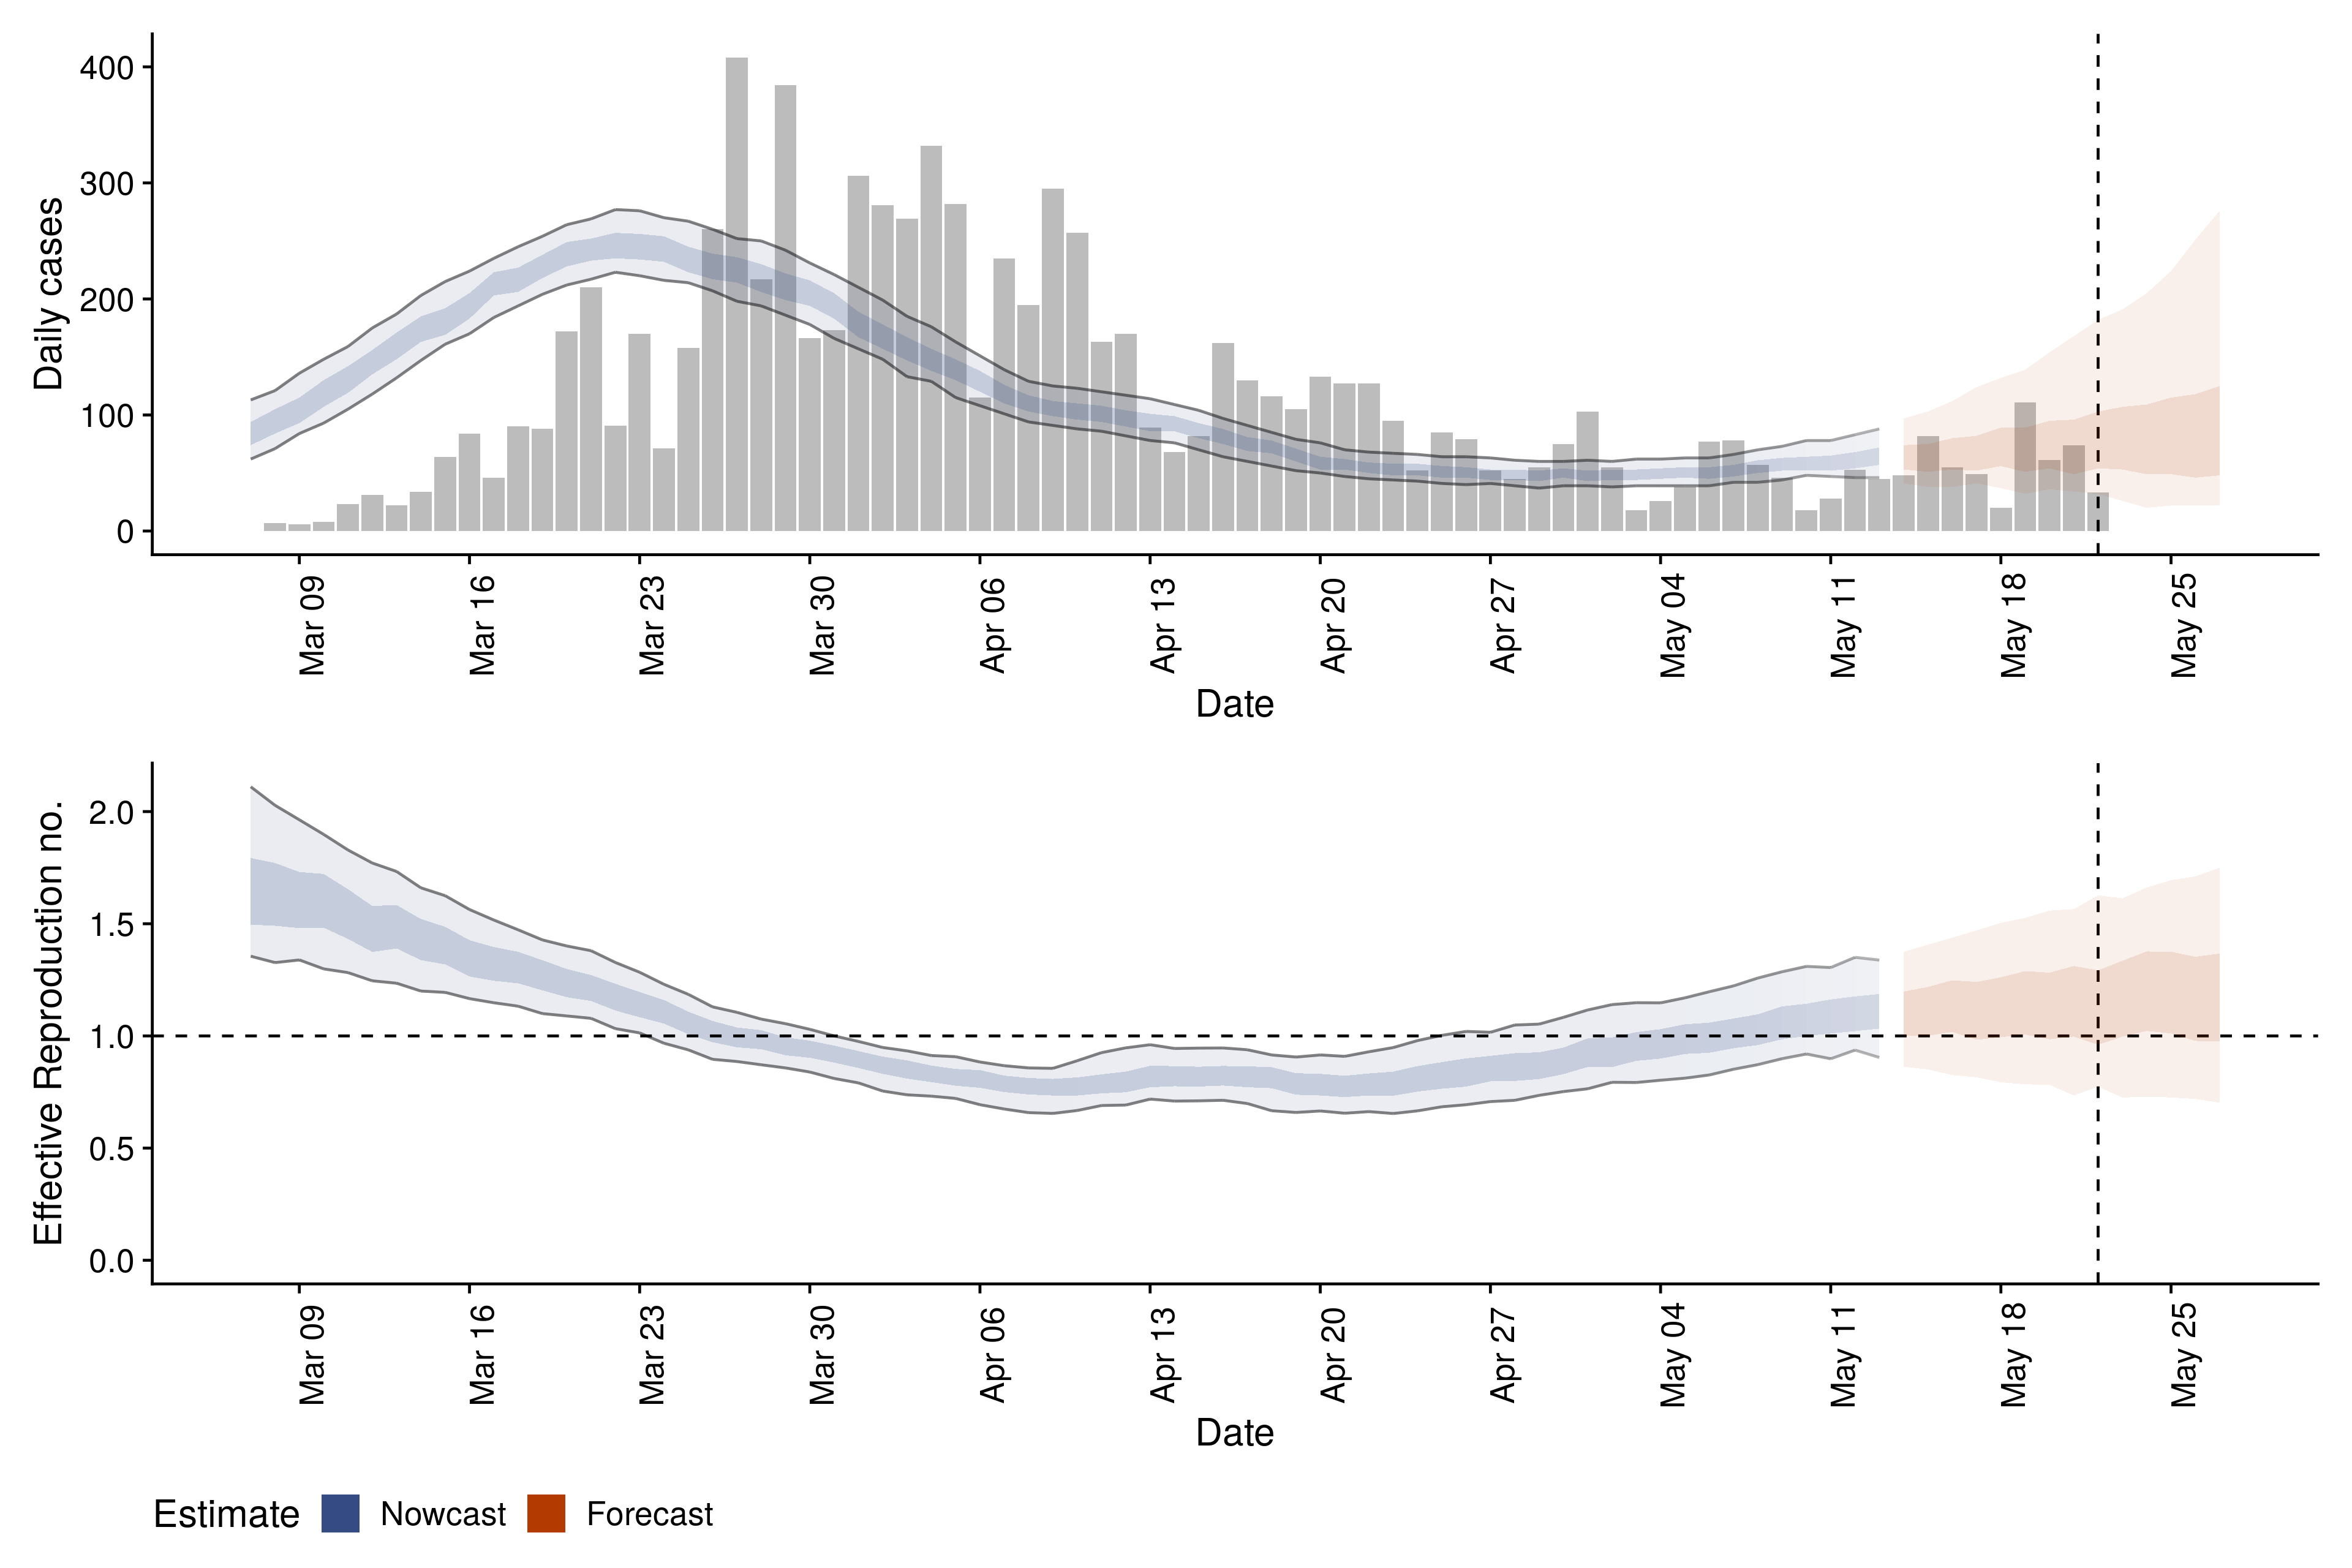 Daily cases
400
300
200
100
0
Mar 09
Mar 16
Mar 23
Mar 30
Apr 06
Apr 13
Apr 20
Apr 27
May 04
May 11
May 18
May 25
Date
Effective Reproduction no.
2.0
1.5
1.0
0.5
0.0
Mar 09
Mar 16
Mar 23
Mar 30
Apr 06
Apr 13
Apr 20
Apr 27
May 04
May 11
May 18
May 25
Date
Estimate Nowcast Forecast